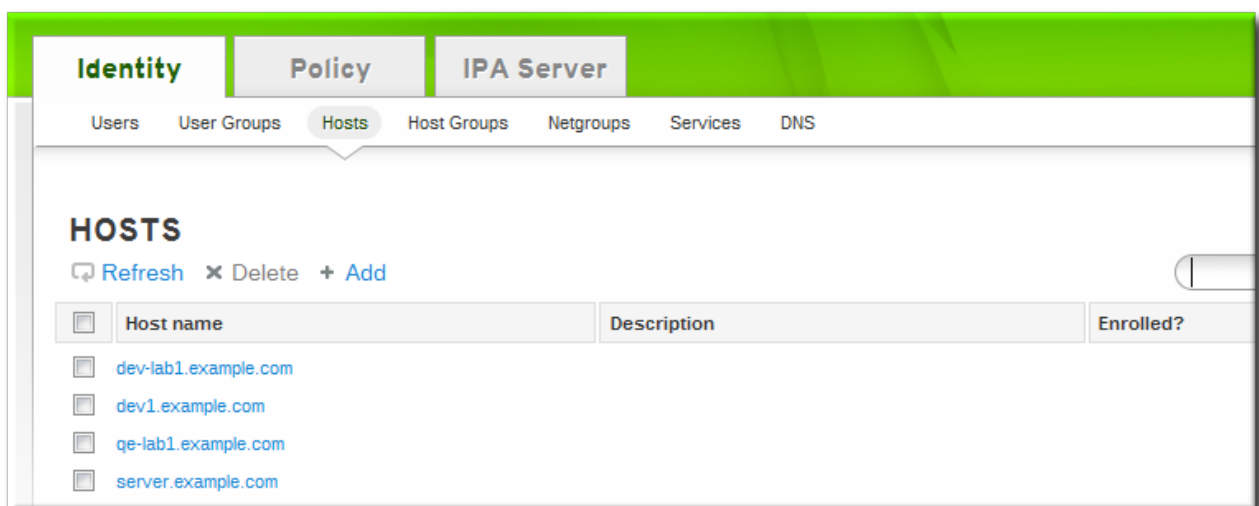 Identity Policy IPA Server
Users User Groups Hosts Host Groups Netgroups Services DNS
HOSTS
Refresh Delete + Add
Host name Description Enrolled?
dev-lab1.example.com
dev1.example.com
qe-lab1.example.com
server.example.com